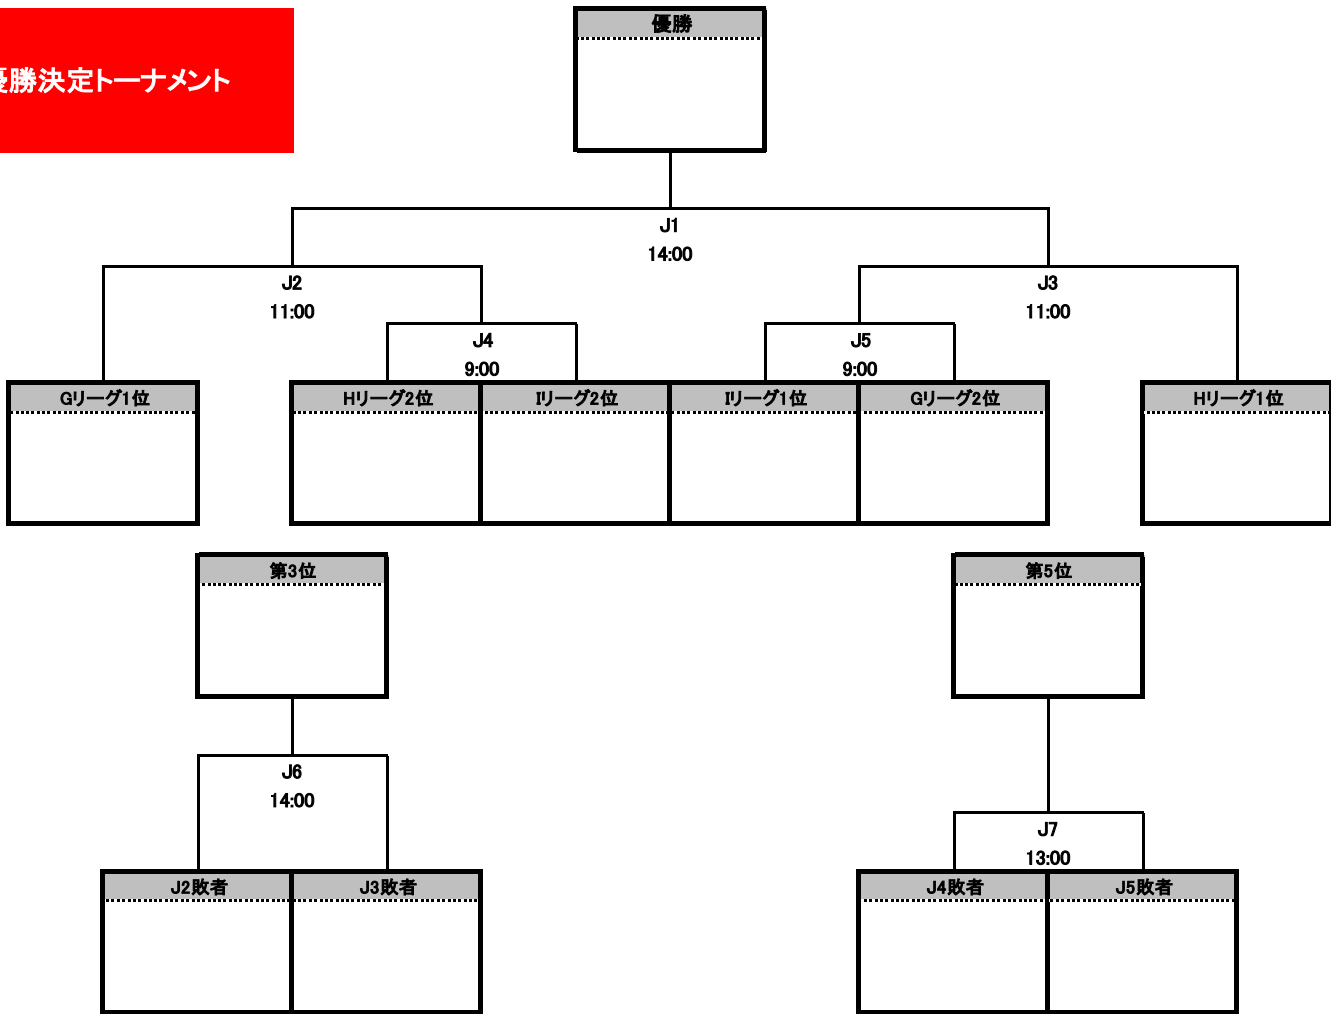 優勝決定トーナメント
優勝
J1
14:00
J2
11:00
J3
11:00
J4
9:00
J5
9:00
Gリーグ1位
Hリーグ2位
Iリーグ2位
Iリーグ1位
Gリーグ2位
Hリーグ1位
第3位
第5位
J6
14:00
J7
13:00
J2敗者
J3敗者
J4敗者
J5敗者